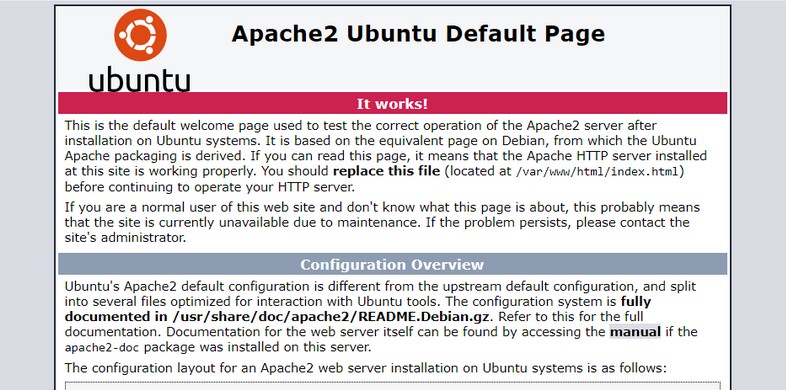 ubuntu
Apache2 Ubuntu Default Page
It works!
This is the default welcome page used to test the correct operation of the Apache2 server after
installation on Ubuntu systems. It is based on the equivalent page on Debian, from which the Ubuntu
Apache packaging is derived. If you can read this page, it means that the Apache HTTP server installed
at this site is working properly. You should replace this file (located at /var/www/html/index.html)
before continuing to operate your HTTP server.
If you are a normal user of this web site and don't know what this page is about, this probably means
that the site is currently unavailable due to maintenance. If the problem persists, please contact the
site's administrator.
Configuration Overview
Ubuntu's Apache2 default configuration is different from the upstream default configuration, and split
into several files optimized for interaction with Ubuntu tools. The configuration system is fully
documented in /usr/share/doc/apache2/README.Debian.gz. Refer to this for the full
documentation. Documentation for the web server itself can be found by accessing the manual if the
apache2-doc package was installed on this server.
The configuration layout for an Apache2 web server installation on Ubuntu systems is as follows: